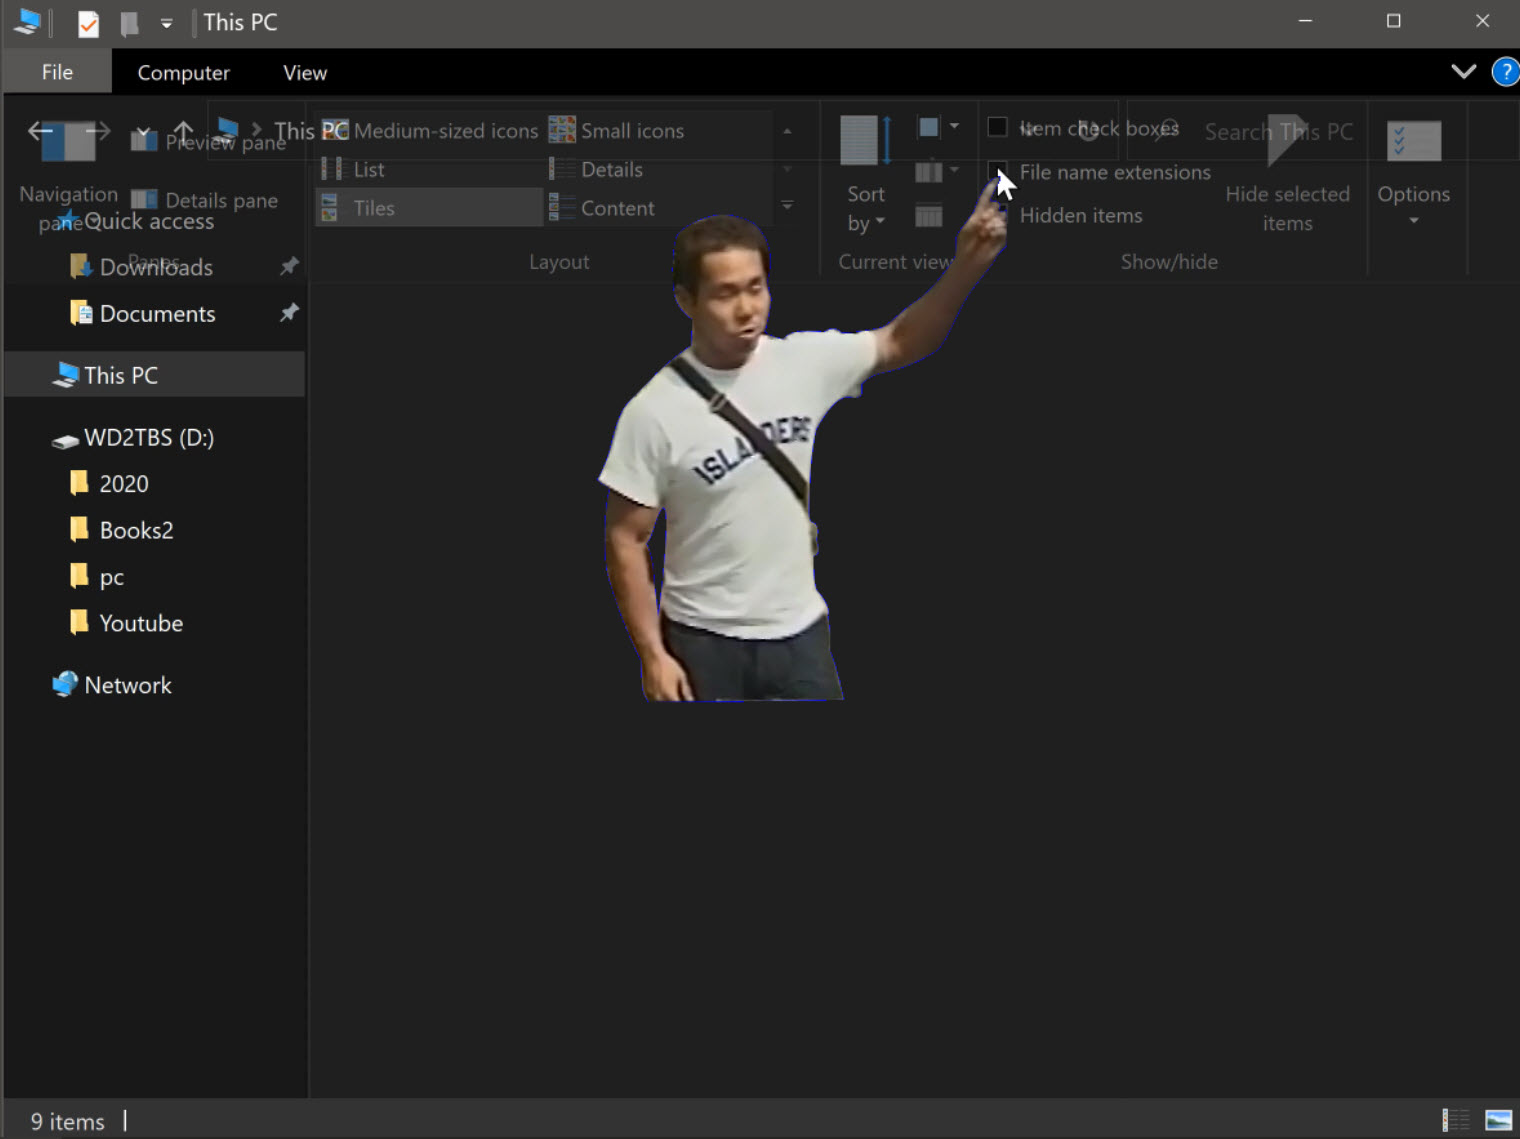 This PC
File
Computer
View
?
This PC
Search This PC
Navigation
pane
Preview pane
Details pane
Panes
Medium-sized icons
Small icons
List
Details
Tiles
Content
Layout
Sort
by
Current view
Item check boxes
File name extensions
Hidden items
Hide selected
items
Show/hide
Options
Quick access
Downloads
Documents
This PC
WD2TBS (D:)
2020
Books2
pc
Youtube
Network
ISLANDERS
9 items